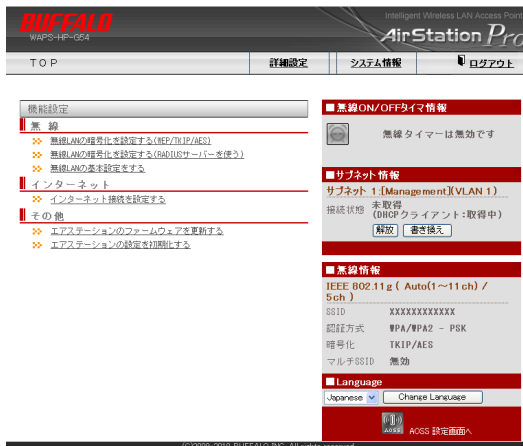 BUFFALO
WAPS-HP-G54
Intelligent Wireless LAN Access Point
AirStation Pro
TOP
詳細設定
システム情報
ログアウト
機能設定
無 線
無線LANの暗号化を設定する(WEP/TKIP/AES)
無線LANの暗号化を設定する(RADIUSサーバーを使う)
無線LANの基本設定をする
インターネット
インターネット接続を設定する
その他
エアステーションのファームウェアを更新する
エアステーションの設定を初期化する
■無線ON/OFFタイマ情報
無線タイマーは無効です
■サブネット情報
サブネット 1:[Management](VLAN 1)
接続状態 未取得
(DHCPクライアント:取得中)
解放 書き換え
■無線情報
IEEE 802.11g ( Auto(1～11ch) /
5ch )
SSID XXXXXXXXXXXX
認証方式 WPA/WPA2 - PSK
暗号化 TKIP/AES
マルチSSID 無効
■Language
Japanese Change Language
AOSS AOSS 設定画面へ
(C)2008-2010 BUFFALO INC. All rights reserved.